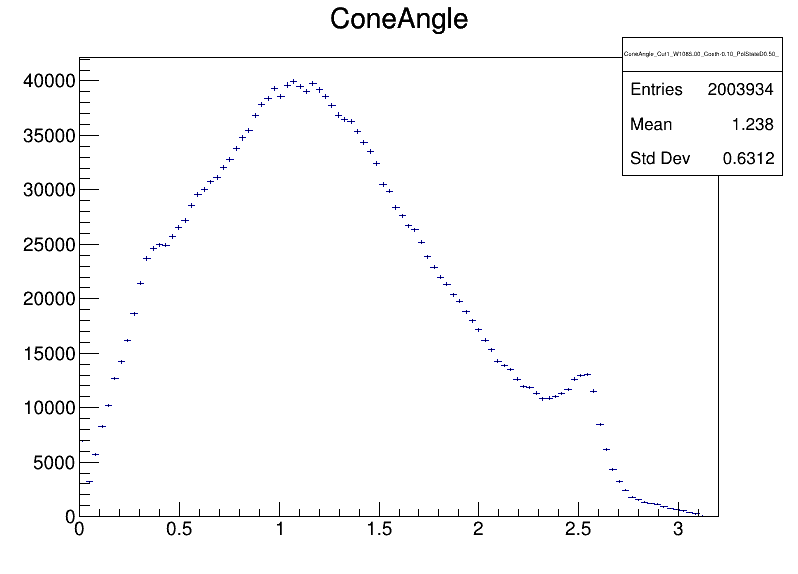 ConeAngle
ConeAngle_Cut1_W1085.00_Costh-0.10_PolStateD0.50_
Entries 2003934
Mean 1.238
Std Dev 0.6312
40000
35000
30000
25000
20000
15000
10000
5000
0
0 0.5 1 1.5 2 2.5 3